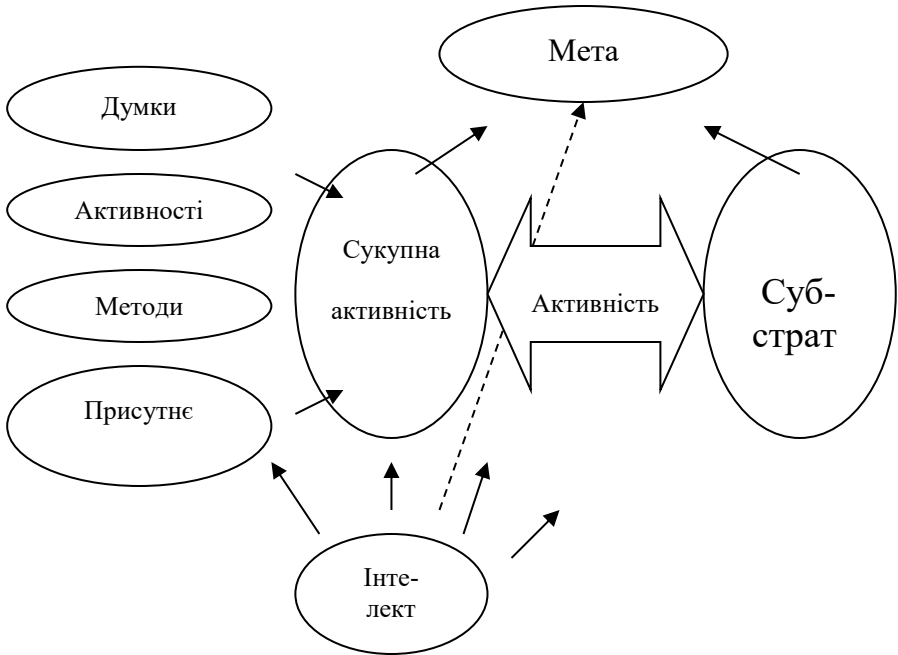 Мета
Думки
Активності
Методи
Присутнє
Сукупна
активність
Активність
Суб-
страт
Інте-
лект